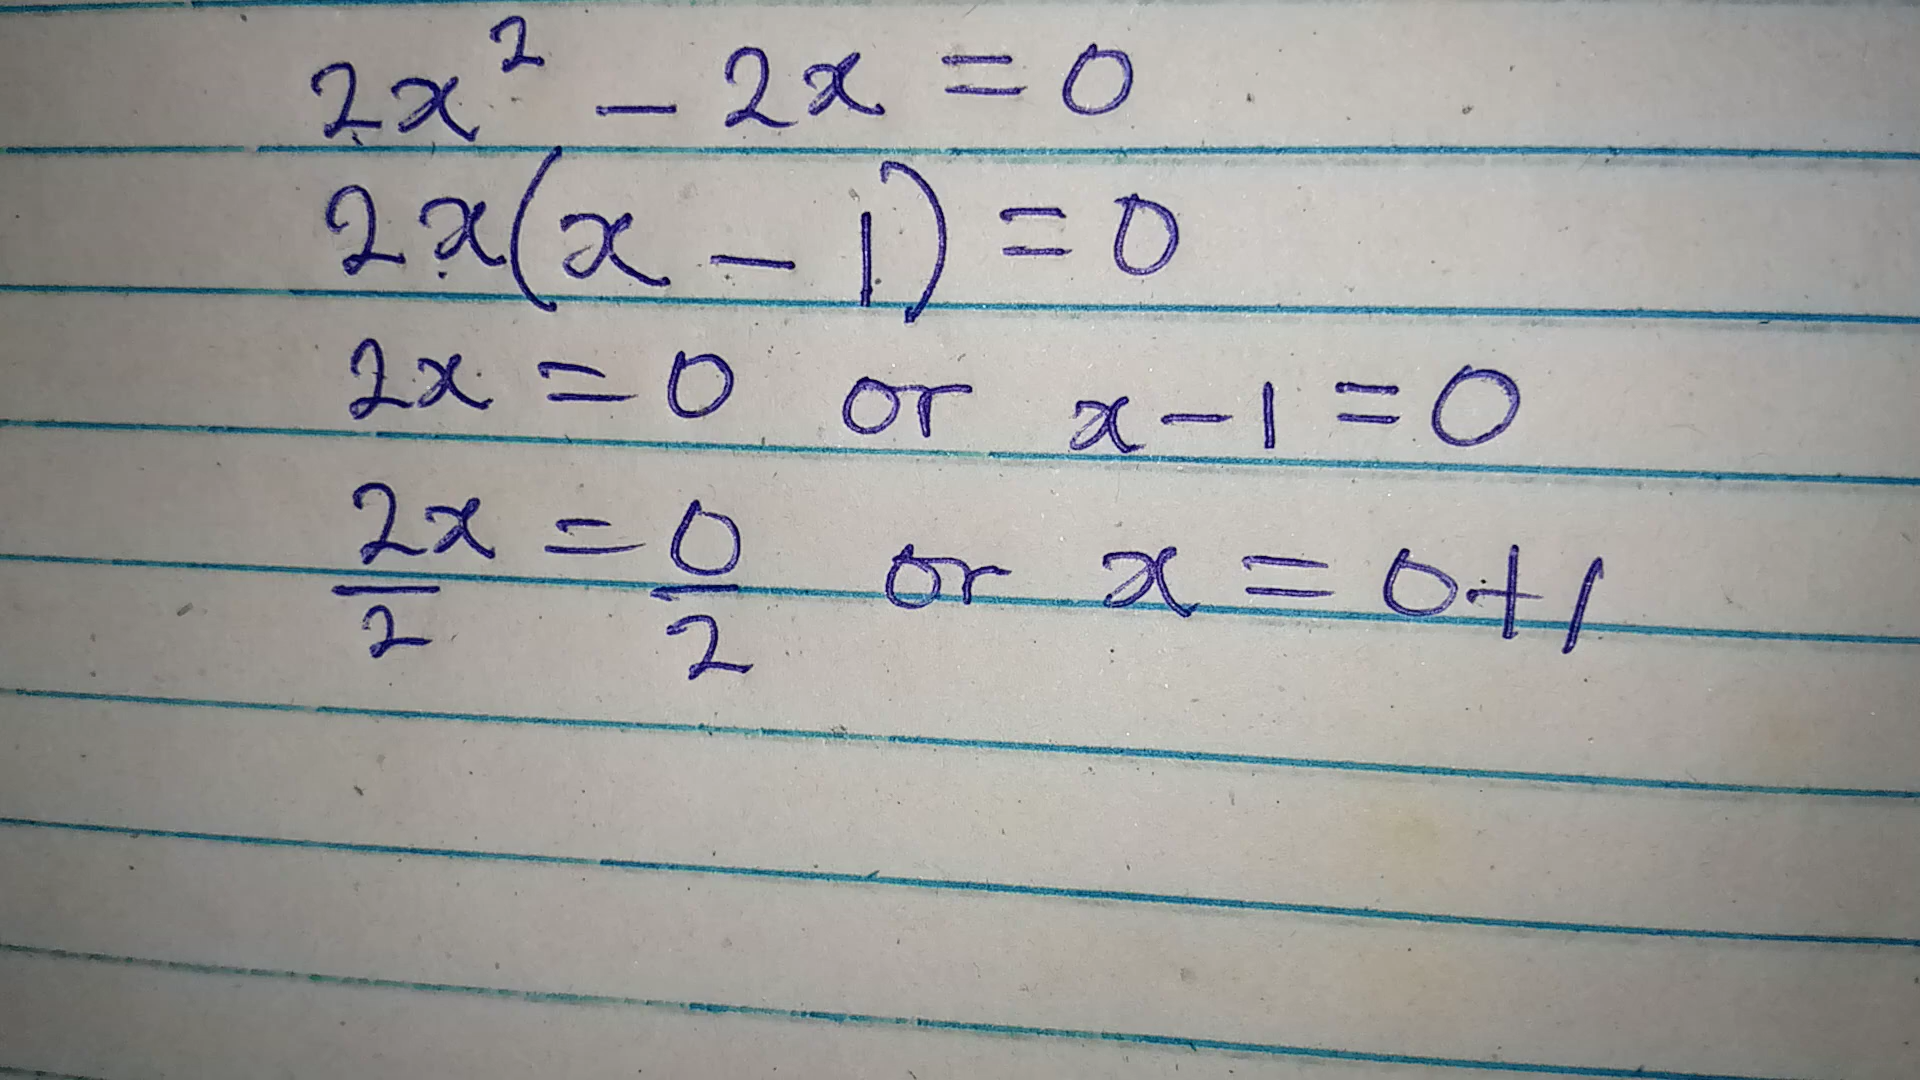 2x² - 2x = 0
2x(x - 1) = 0
2x = 0 or x - 1 = 0
2x/2 = 0/2 or x = 0 + 1